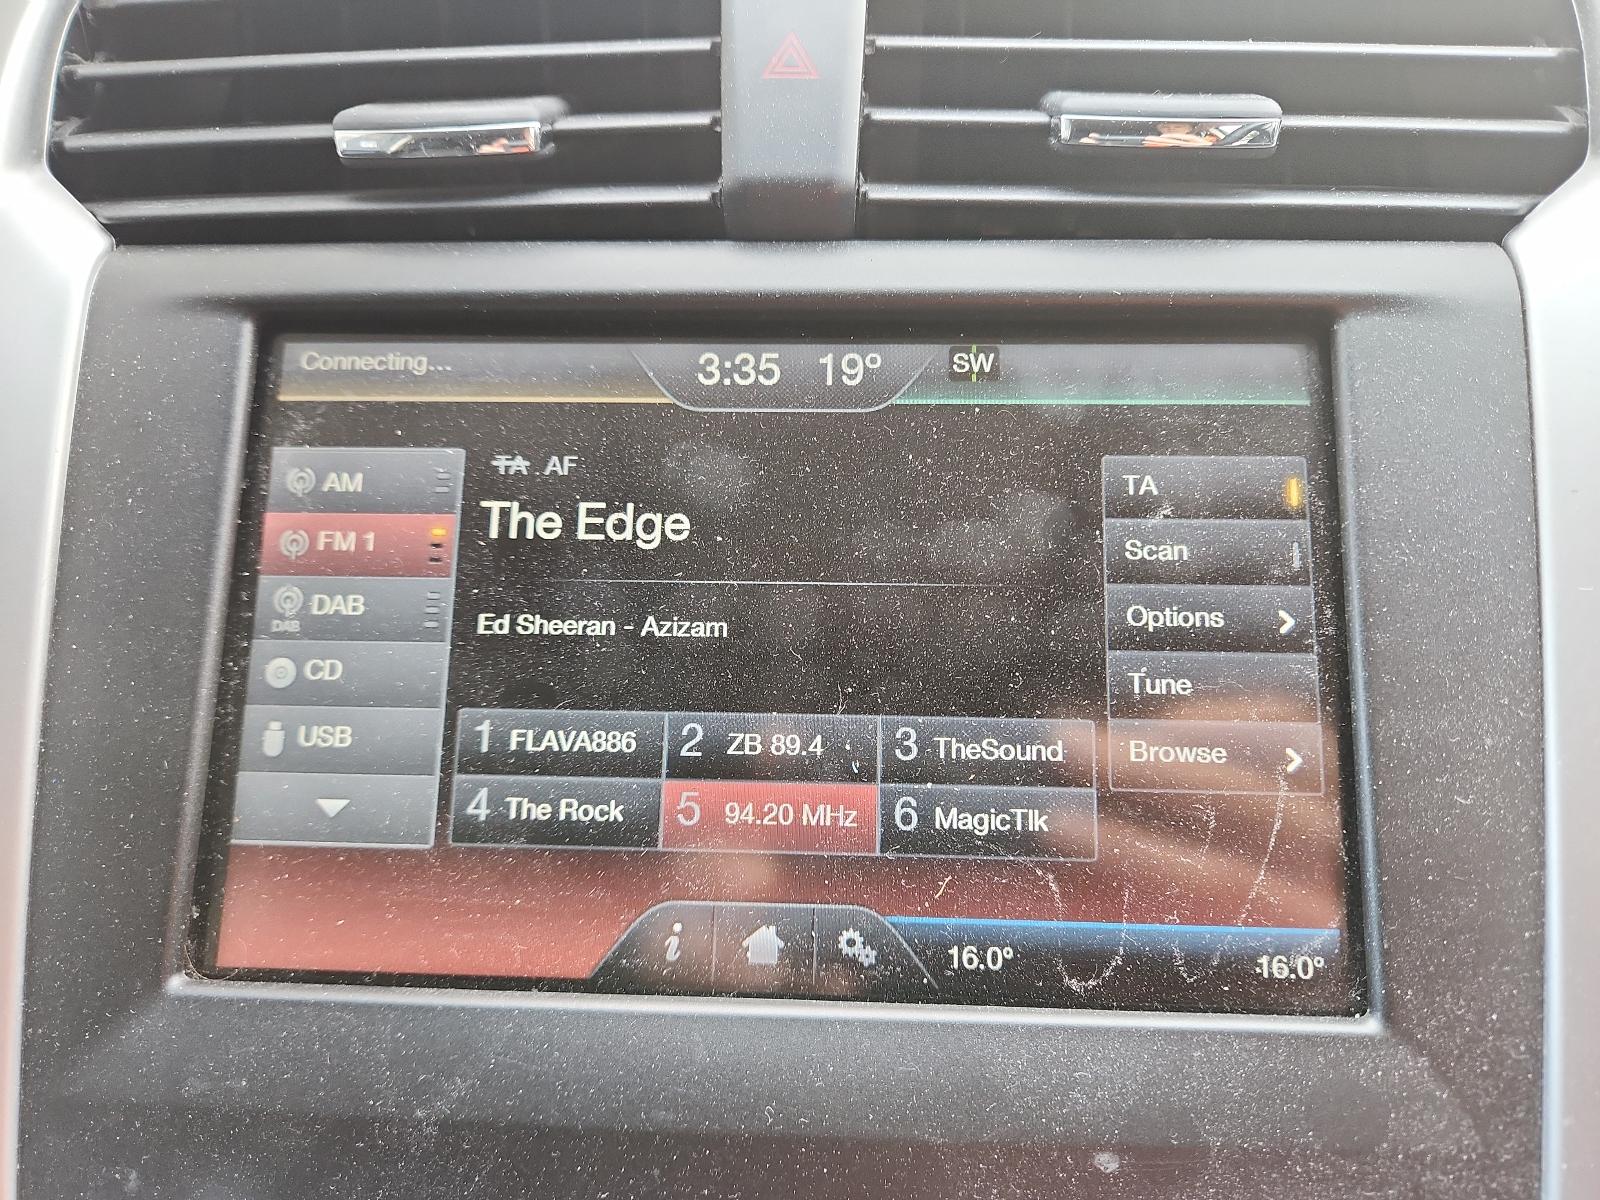 Connecting...
3:35 19° SW
AM
FM 1
DAB
DAB
CD
USB
TA AF
The Edge
Ed Sheeran - Azizam
1 FLAVA886
2 ZB 89.4
3 TheSound
4 The Rock
5 94.20 MHz
6 MagicTlk
TA
Scan
Options
Tune
Browse
i
16.0°
16.0°